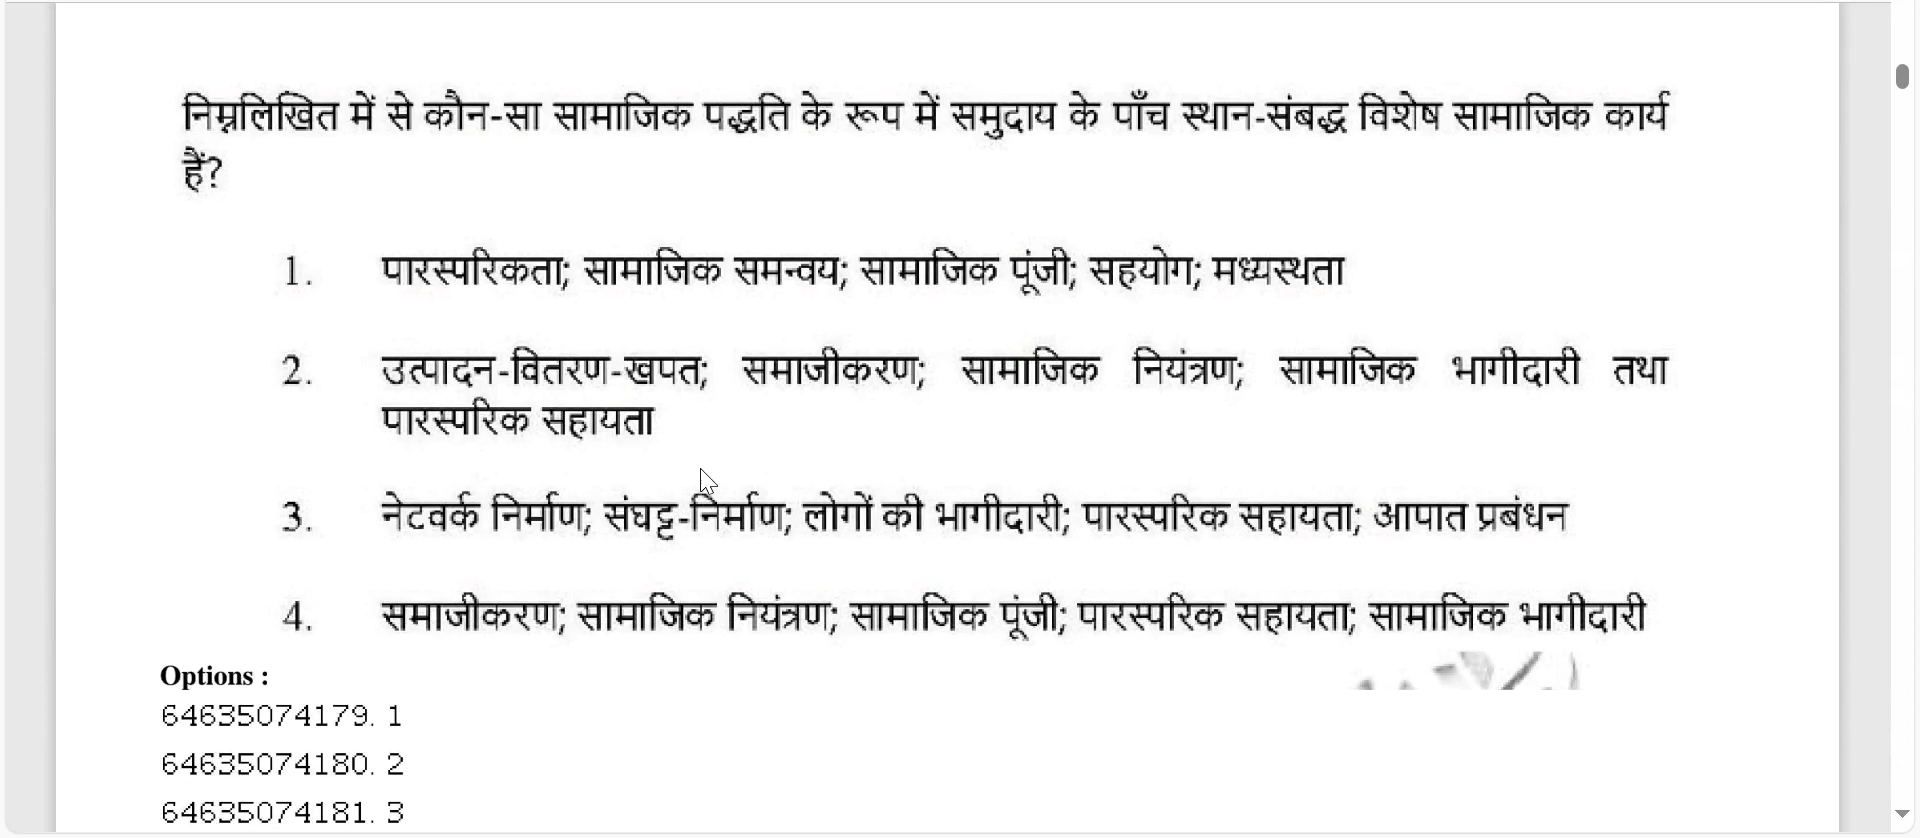 निम्नलिखित में से कौन-सा सामाजिक पद्धति के रूप में समुदाय के पाँच स्थान-संबद्ध विशेष सामाजिक कार्य
हैं?
1. पारस्परिकता; सामाजिक समन्वय; सामाजिक पूंजी; सहयोग; मध्यस्थता
2. उत्पादन-वितरण-खपत; समाजीकरण; सामाजिक नियंत्रण; सामाजिक भागीदारी तथा
पारस्परिक सहायता
3. नेटवर्क निर्माण; संघट्ट-निर्माण; लोगों की भागीदारी; पारस्परिक सहायता; आपात प्रबंधन
4. समाजीकरण; सामाजिक नियंत्रण; सामाजिक पूंजी; पारस्परिक सहायता; सामाजिक भागीदारी
Options :
64635074179. 1
64635074180. 2
64635074181. 3